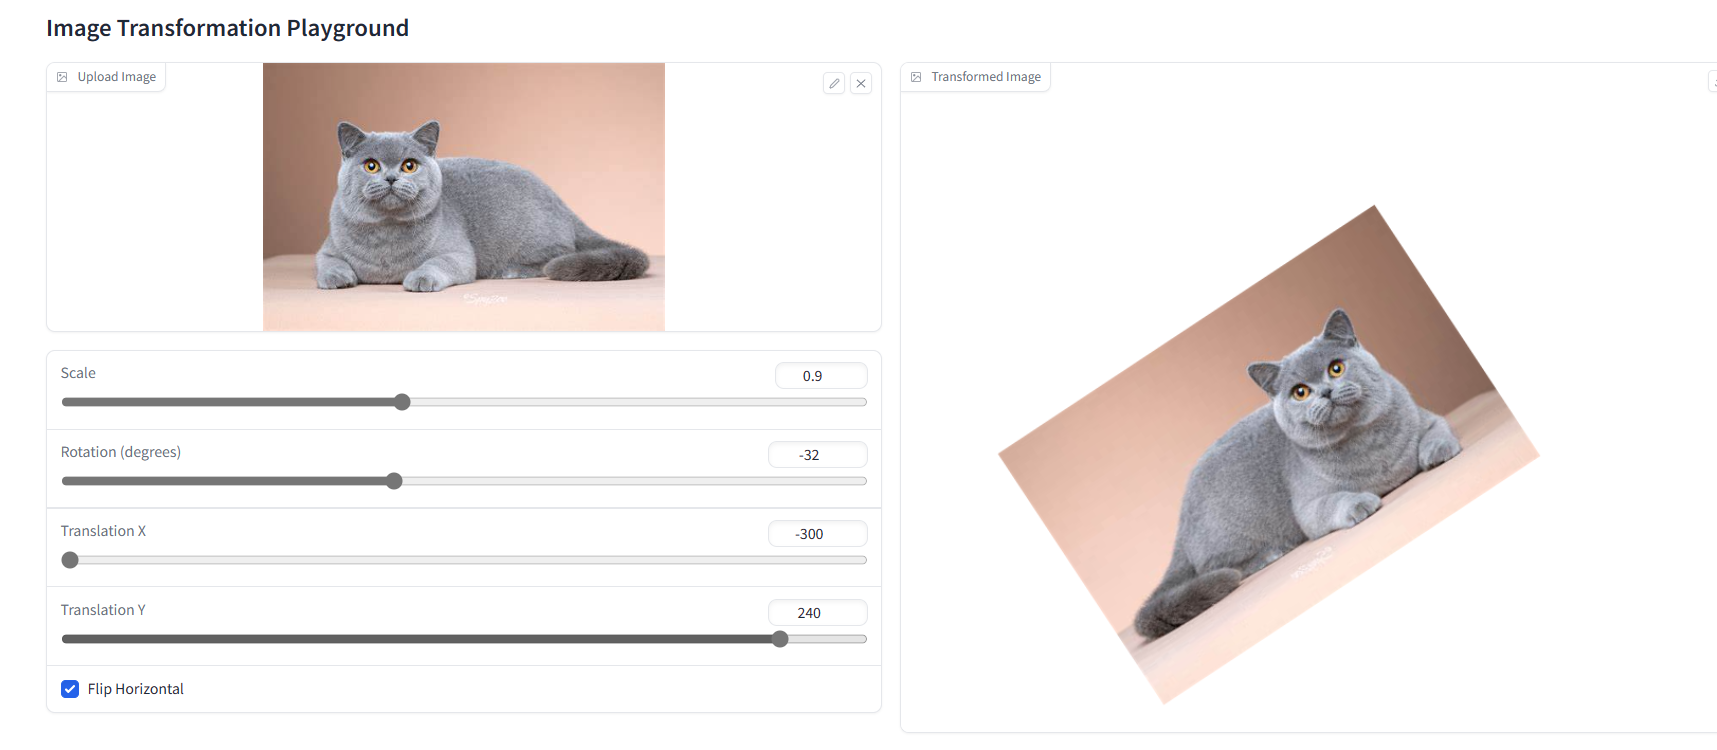 Image Transformation Playground
Upload Image
Transformed Image
Scale
0.9
Rotation (degrees)
-32
Translation X
-300
Translation Y
240
Flip Horizontal